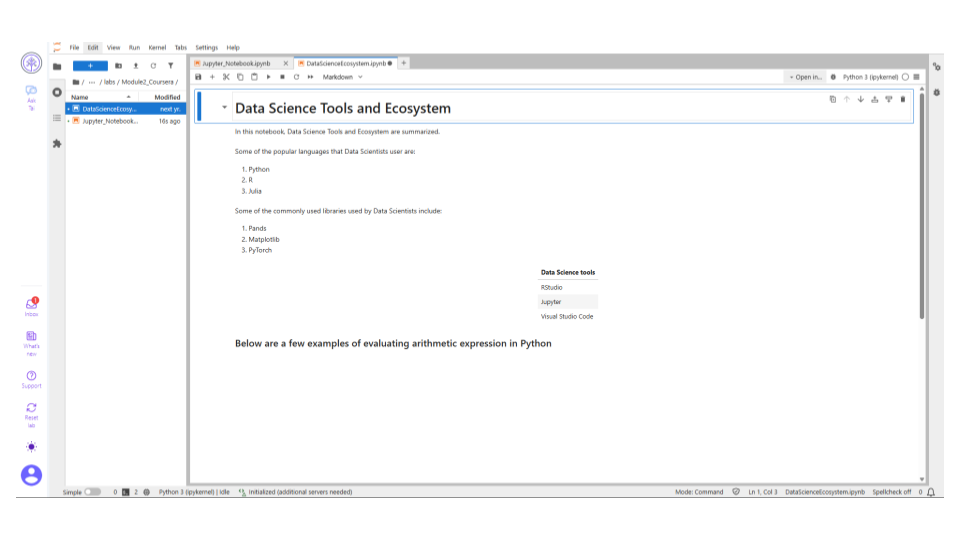 File Edit View Run Kernel Tabs Settings Help
Jupyter_Notebook.ipynb
DataScienceEcosystem.ipynb
Markdown
Open in...
Python 3 (ipykernel)
/ ··· / labs / Module2_Coursera /
Name Modified
DataScienceEcosy... next yr.
Jupyter_Notebook... 16s ago
Ask
Tai
Data Science Tools and Ecosystem
In this notebook, Data Science Tools and Ecosystem are summarized.
Some of the popular languages that Data Scientists user are:
1. Python
2. R
3. Julia
Some of the commonly used libraries used by Data Scientists include:
1. Pands
2. Matplotlib
3. PyTorch
Data Science tools
RStudio
Jupyter
Visual Studio Code
Below are a few examples of evaluating arithmetic expression in Python
1
Inbox
What's
new
Support
Reset
lab
Simple 0 2 Python 3 (ipykernel) | Idle Initialized (additional servers needed) Mode: Command Ln 1, Col 3 DataScienceEcosystem.ipynb Spellcheck off 0